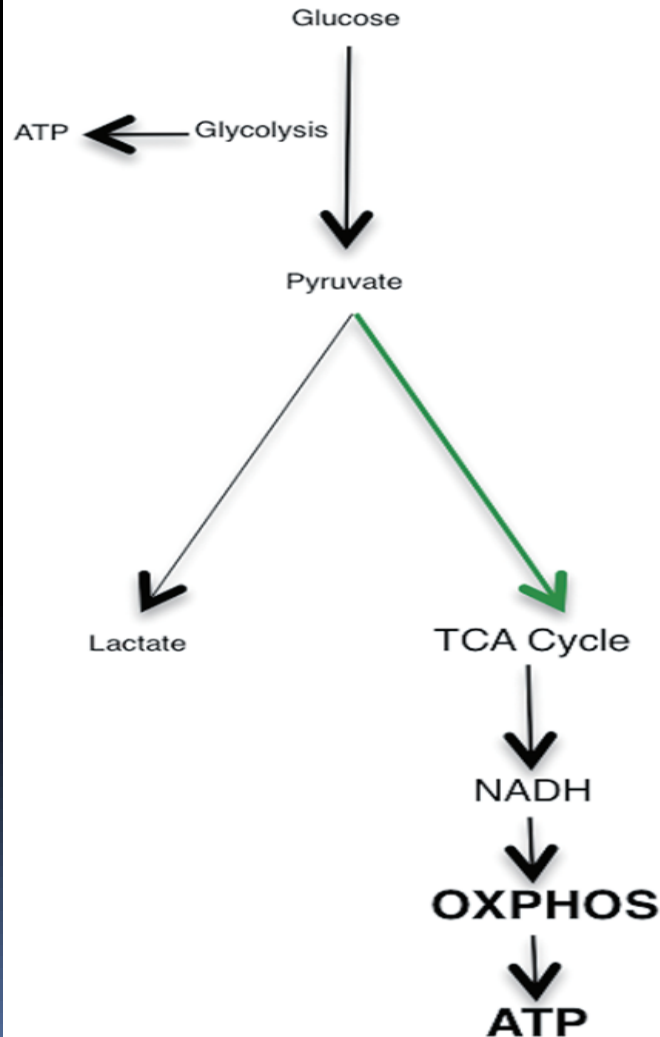 Glucose
ATP
Glycolysis
Pyruvate
Lactate
TCA Cycle
NADH
OXPHOS
ATP